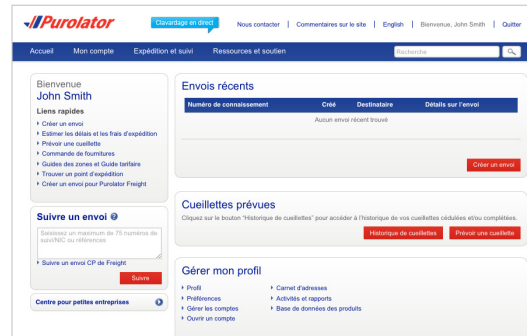 Purolator
Clavardage en direct
Nous contacter | Commentaires sur le site | English | Bienvenue, John Smith | Quitter
Accueil Mon compte Expédition et suivi Ressources et soutien
Recherche
Bienvenue
John Smith
Liens rapides
Créer un envoi
Estimer les délais et les frais d'expédition
Prévoir une cueillette
Commande de fournitures
Guides des zones et Guide tarifaire
Trouver un point d'expédition
Créer un envoi pour Purolator Freight
Suivre un envoi ?
Saisissez un maximum de 75 numéros de
suivi/NIC ou références
Suivre un envoi CP de Freight
Suivre
Centre pour petites entreprises
Envois récents
Numéro de connaissement Créé Destinataire Détails sur l'envoi
Aucun envoi récent trouvé
Créer un envoi
Cueillettes prévues
Cliquez sur le bouton "Historique de cueillettes" pour accéder à l'historique de vos cueillettes cédulées et/ou complétées.
Historique de cueillettes Prévoir une cueillette
Gérer mon profil
Profil
Préférences
Gérer les comptes
Ouvrir un compte
Carnet d'adresses
Activités et rapports
Base de données des produits